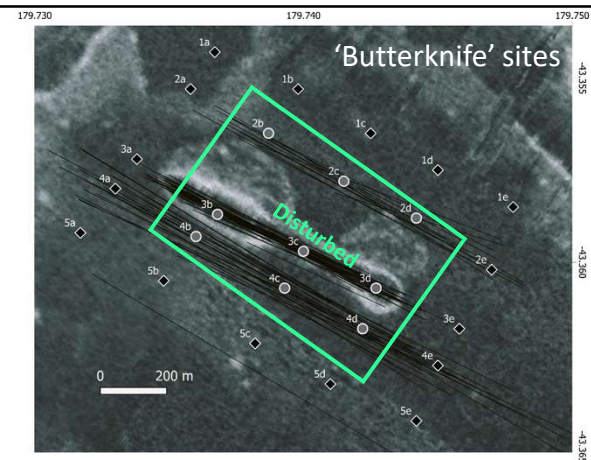 179.730 179.740 179.750
'Butterknife' sites
1a
2a 1b
-43.355
2b 1c
3a 2c 1d
4a
3b 2d 1e
5a 4b Disturbed
3c 2e -43.360
5b 4c 3d
4d 3e
5c 4e
0 200 m 5d
5e
-43.365